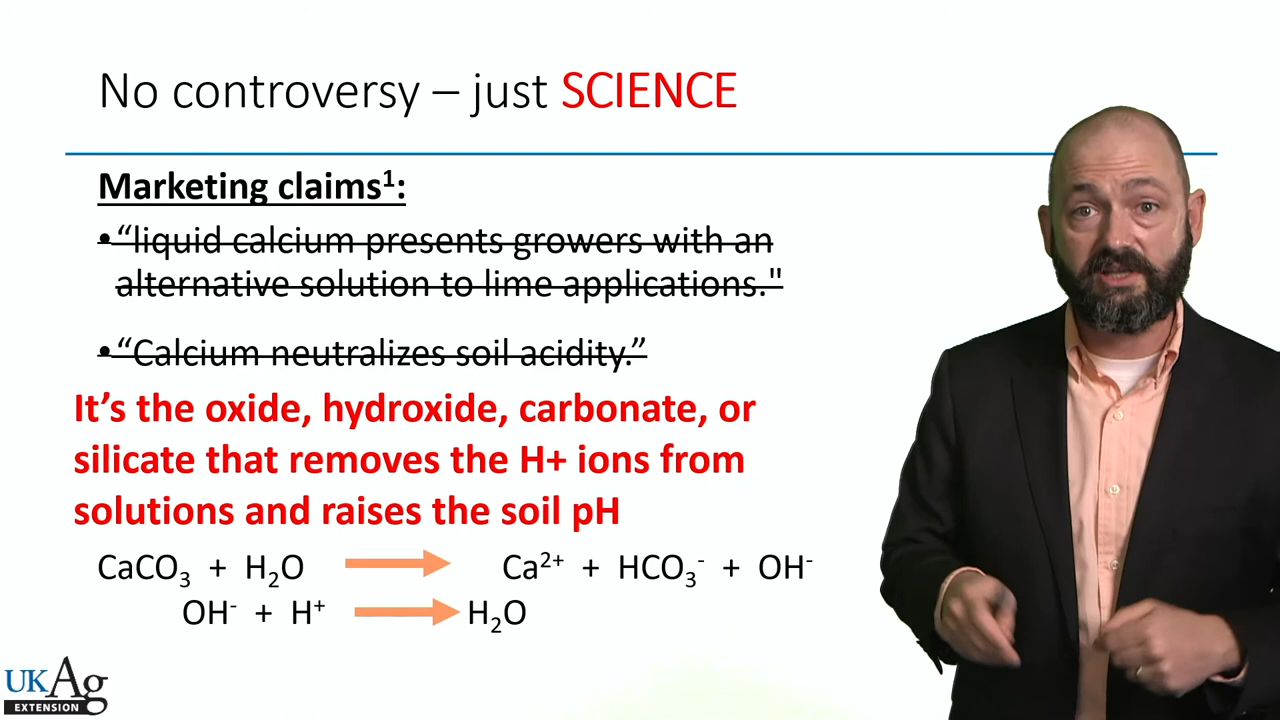 No controversy – just SCIENCE
Marketing claims¹:
•“liquid calcium presents growers with an
alternative solution to lime applications."
•“Calcium neutralizes soil acidity.”
It’s the oxide, hydroxide, carbonate, or
silicate that removes the H+ ions from
solutions and raises the soil pH
CaCO₃ + H₂O → Ca²⁺ + HCO₃⁻ + OH⁻
OH⁻ + H⁺ → H₂O
UKAg
EXTENSION